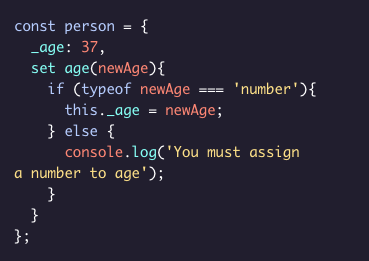 const person = {
  _age: 37,
  set age(newAge){
    if (typeof newAge === 'number'){
      this._age = newAge;
    } else {
      console.log('You must assign
a number to age');
    }
  }
};